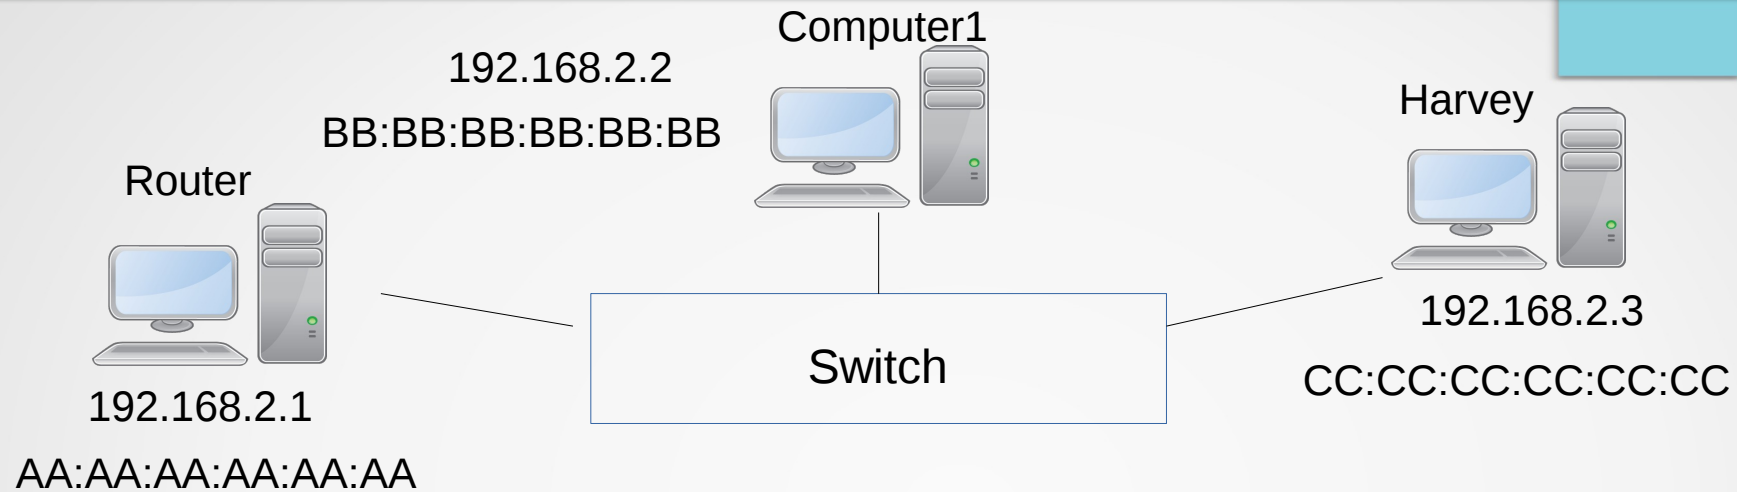 Computer1
192.168.2.2
BB:BB:BB:BB:BB:BB
Harvey
Router
192.168.2.3
Switch
CC:CC:CC:CC:CC:CC
192.168.2.1
AA:AA:AA:AA:AA:AA